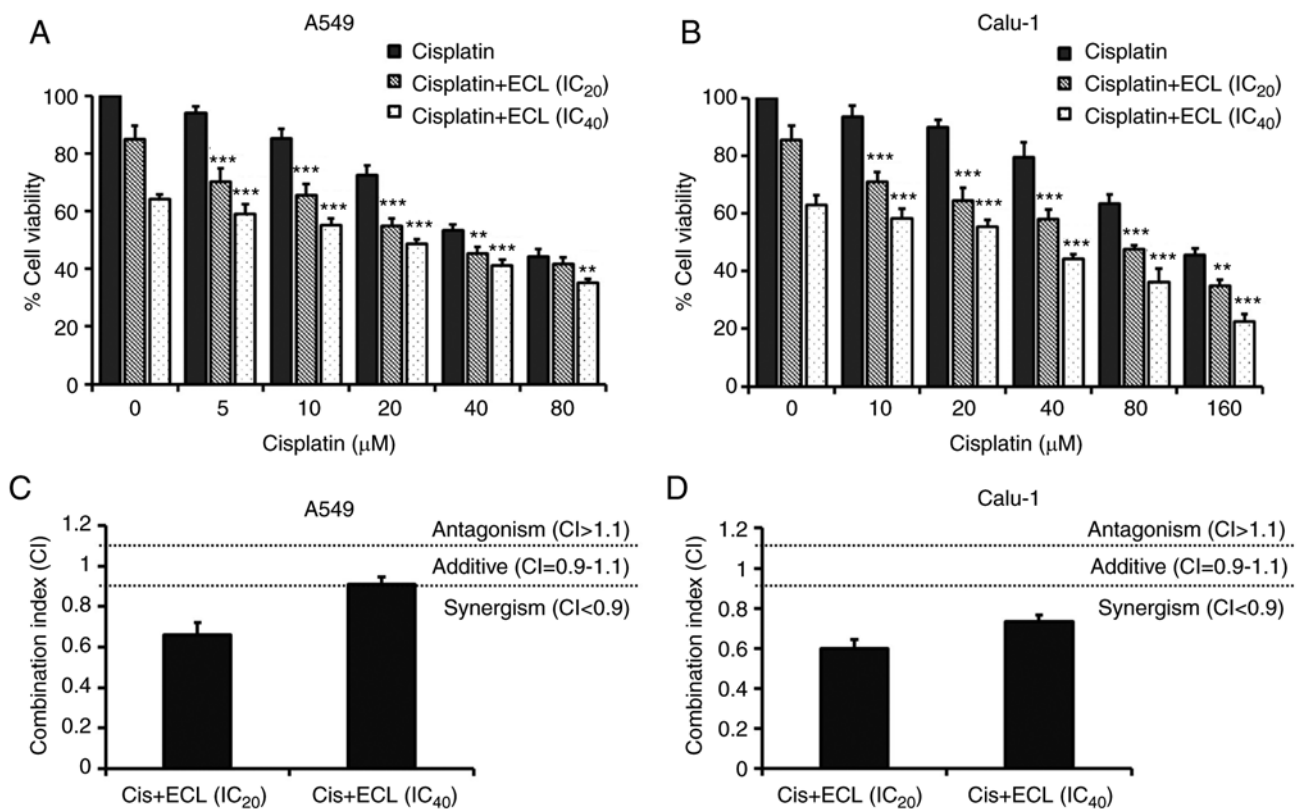 A
A549
Cisplatin
Cisplatin+ECL (IC20)
Cisplatin+ECL (IC40)
% Cell viability
100
80
60
40
20
0
***
***
***
***
***
***
**
***
**
0 5 10 20 40 80
Cisplatin (μM)
B
Calu-1
Cisplatin
Cisplatin+ECL (IC20)
Cisplatin+ECL (IC40)
% Cell viability
100
80
60
40
20
0
***
***
***
***
***
***
***
***
**
***
0 10 20 40 80 160
Cisplatin (μM)
C
A549
Combination index (CI)
1.2
1
0.8
0.6
0.4
0.2
0
Antagonism (CI>1.1)
Additive (CI=0.9-1.1)
Synergism (CI<0.9)
Cis+ECL (IC20) Cis+ECL (IC40)
D
Calu-1
Combination index (CI)
1.2
1
0.8
0.6
0.4
0.2
0
Antagonism (CI>1.1)
Additive (CI=0.9-1.1)
Synergism (CI<0.9)
Cis+ECL (IC20) Cis+ECL (IC40)